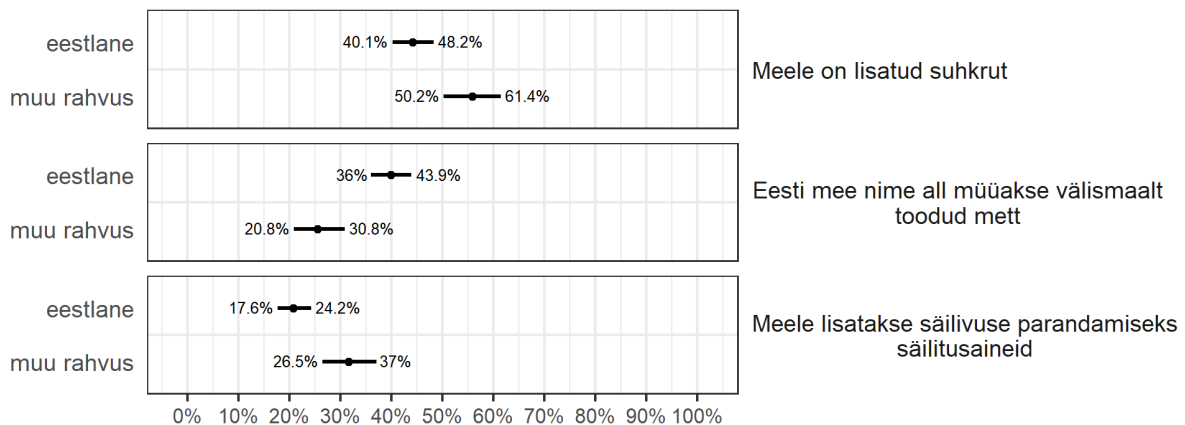 eestlane
40.1% 48.2%
muu rahvus
50.2% 61.4%
Meele on lisatud suhkrut
eestlane
36% 43.9%
muu rahvus
20.8% 30.8%
Eesti mee nime all müüakse välismaalt
toodud mett
eestlane
17.6% 24.2%
muu rahvus
26.5% 37%
Meele lisatakse säilivuse parandamiseks
säilitusaineid
0% 10% 20% 30% 40% 50% 60% 70% 80% 90% 100%